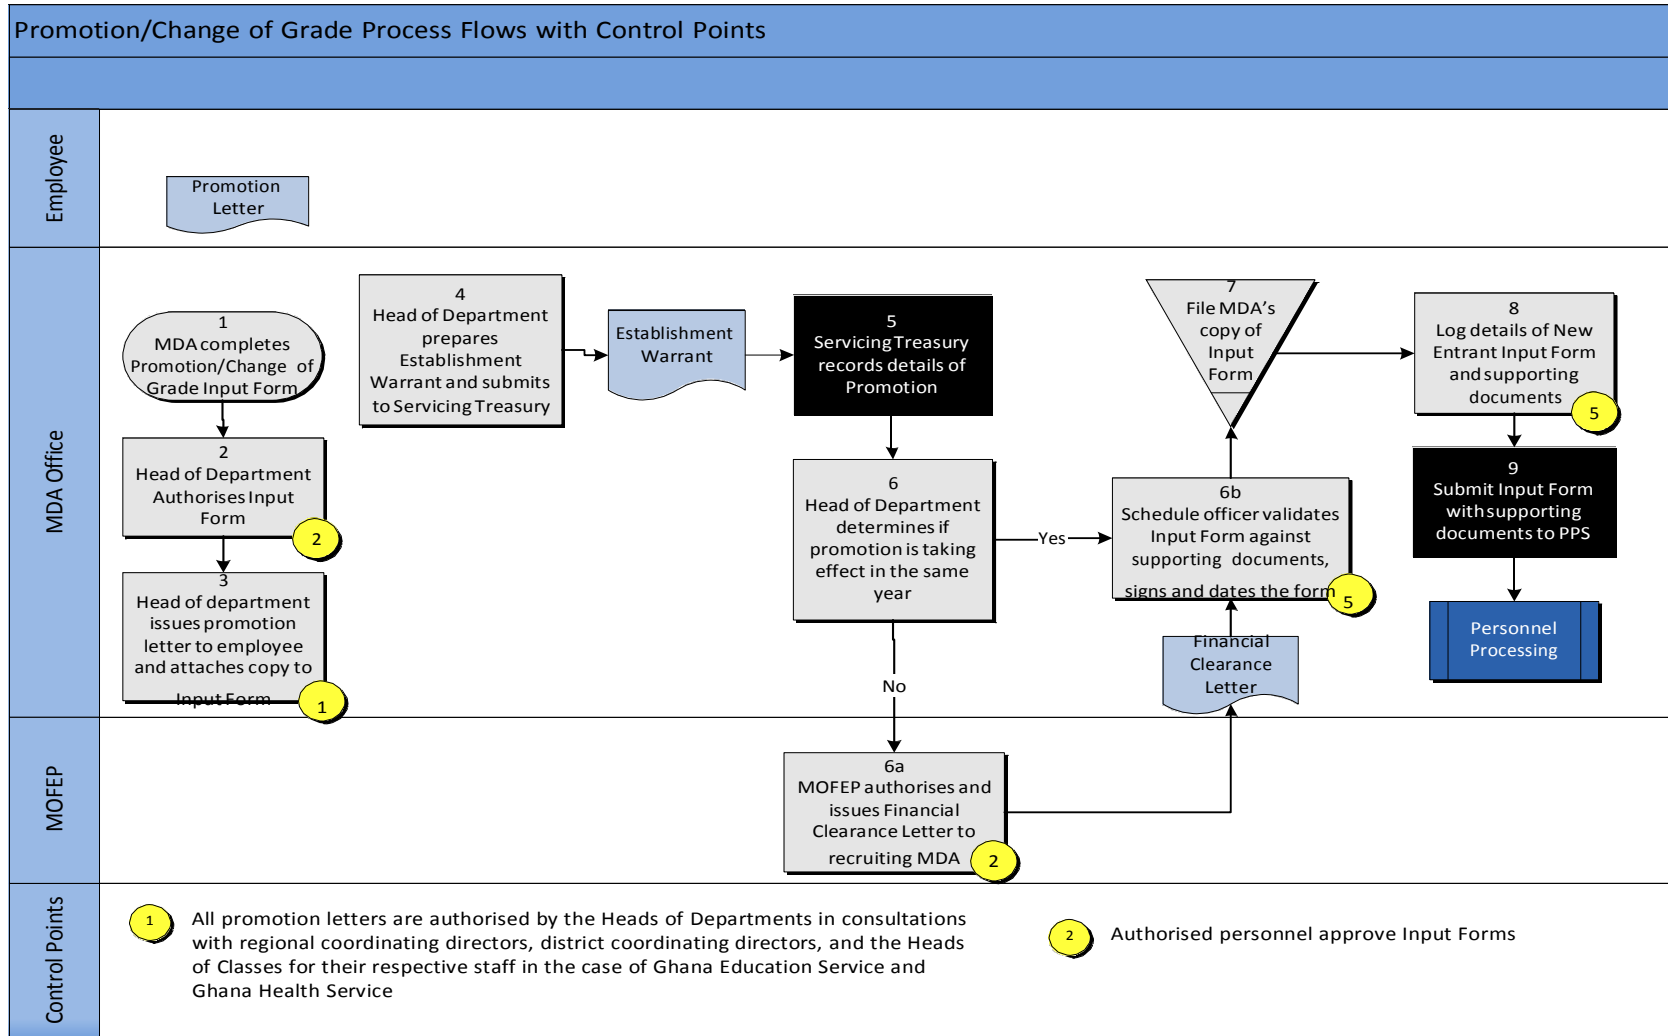 Promotion/Change of Grade Process Flows with Control Points
Employee
Promotion
Letter
MDA Office
1
MDA completes
Promotion/Change of
Grade Input Form
2
Head of Department
Authorises Input
Form
2
3
Head of department
issues promotion
letter to employee
and attaches copy to
Input Form
1
4
Head of Department
prepares
Establishment
Warrant and submits
to Servicing Treasury
Establishment
Warrant
5
Servicing Treasury
records details of
Promotion
6
Head of Department
determines if
promotion is taking
effect in the same
year
Yes
No
6b
Schedule officer validates
Input Form against
supporting documents,
signs and dates the form
5
Financial
Clearance
Letter
7
File MDA’s
copy of
Input
Form
8
Log details of New
Entrant Input Form
and supporting
documents
5
9
Submit Input Form
with supporting
documents to PPS
Personnel
Processing
MOFEP
6a
MOFEP authorises and
issues Financial
Clearance Letter to
recruiting MDA
2
Control Points
1
All promotion letters are authorised by the Heads of Departments in consultations
with regional coordinating directors, district coordinating directors, and the Heads
of Classes for their respective staff in the case of Ghana Education Service and
Ghana Health Service
2
Authorised personnel approve Input Forms